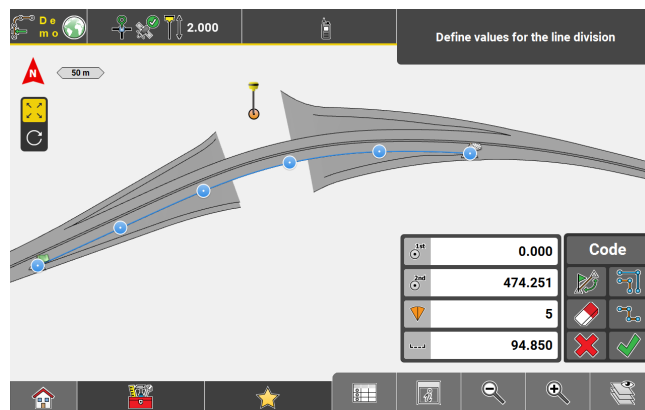 De
mo
2.000
Define values for the line division
N
50 m
1st
0.000
Code
2nd
474.251
5
94.850